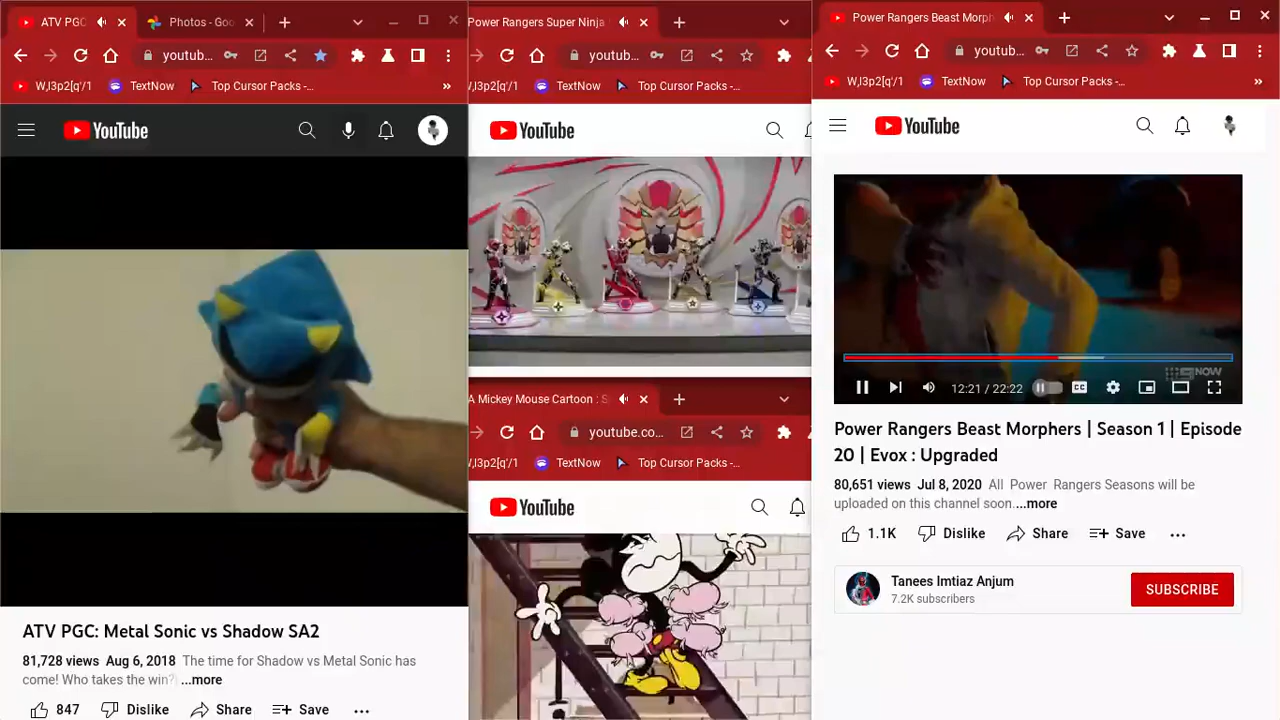 ATV PGC:
Photos - Goo
youtub...
W,I3p2[q'/1
TextNow
Top Cursor Packs -...
»
YouTube
ATV PGC: Metal Sonic vs Shadow SA2
81,728 views Aug 6, 2018 The time for Shadow vs Metal Sonic has
come! Who takes the win? ...more
847 Dislike Share Save ...
Power Rangers Super Ninja
youtub...
W,I3p2[q'/1
TextNow
Top Cursor Packs -...
YouTube
A Mickey Mouse Cartoon : S
youtube.co...
W,I3p2[q'/1
TextNow
Top Cursor Packs -...
YouTube
Power Rangers Beast Morph
youtub...
W,I3p2[q'/1
TextNow
Top Cursor Packs -...
»
YouTube
NOW
12:21 / 22:22
CC
Power Rangers Beast Morphers | Season 1 | Episode
20 | Evox : Upgraded
80,651 views Jul 8, 2020 All Power Rangers Seasons will be
uploaded on this channel soon. ...more
1.1K Dislike Share Save ...
Tanees Imtiaz Anjum
7.2K subscribers
SUBSCRIBE